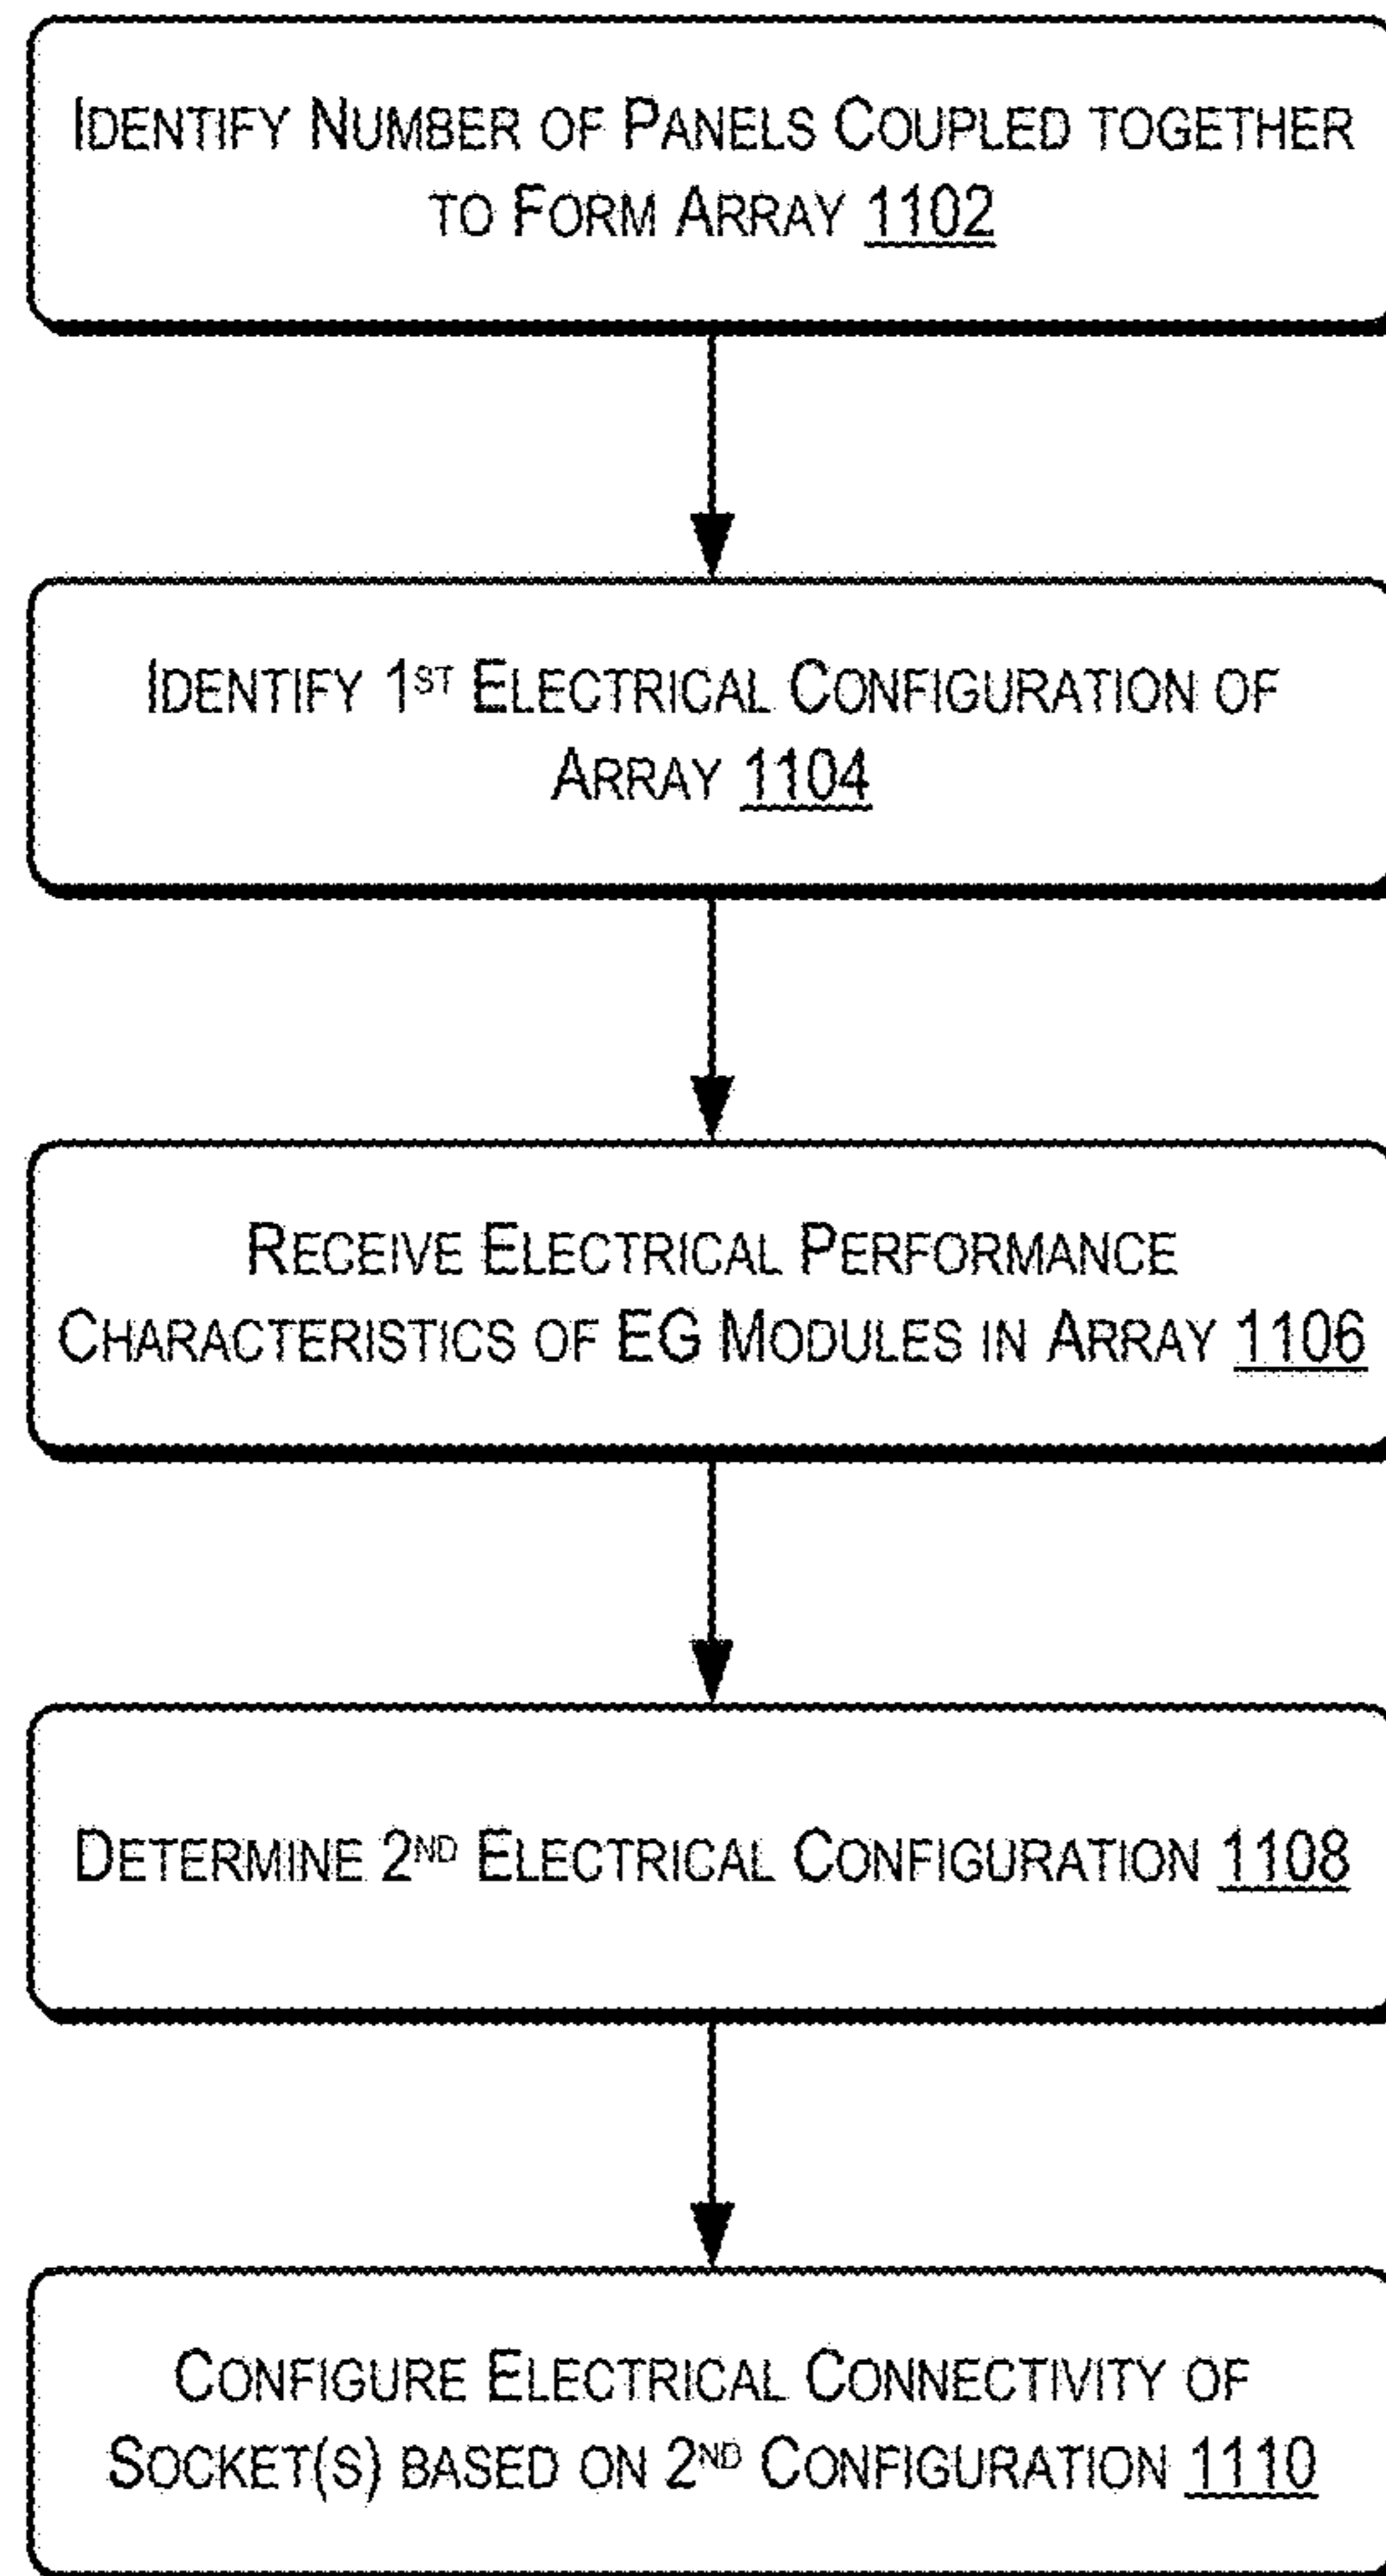 IDENTIFY NUMBER OF PANELS COUPLED TOGETHER
TO FORM ARRAY 1102
IDENTIFY 1ST ELECTRICAL CONFIGURATION OF
ARRAY 1104
RECEIVE ELECTRICAL PERFORMANCE
CHARACTERISTICS OF EG MODULES IN ARRAY 1106
DETERMINE 2ND ELECTRICAL CONFIGURATION 1108
CONFIGURE ELECTRICAL CONNECTIVITY OF
SOCKET(S) BASED ON 2ND CONFIGURATION 1110